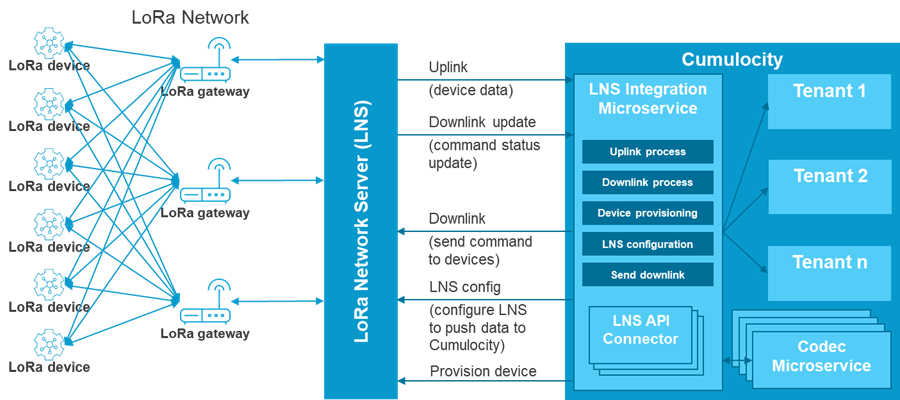 LoRa Network
LoRa device
LoRa device
LoRa device
LoRa device
LoRa device
LoRa device
LoRa gateway
LoRa gateway
LoRa gateway
LoRa Network Server (LNS)
Uplink
(device data)
Downlink update
(command status
update)
Downlink
(send command
to devices)
LNS config
(configure LNS
to push data to
Cumulocity)
Provision device
Cumulocity
LNS Integration
Microservice
Uplink process
Downlink process
Device provisioning
LNS configuration
Send downlink
LNS API
Connector
Tenant 1
Tenant 2
Tenant n
Codec
Microservice